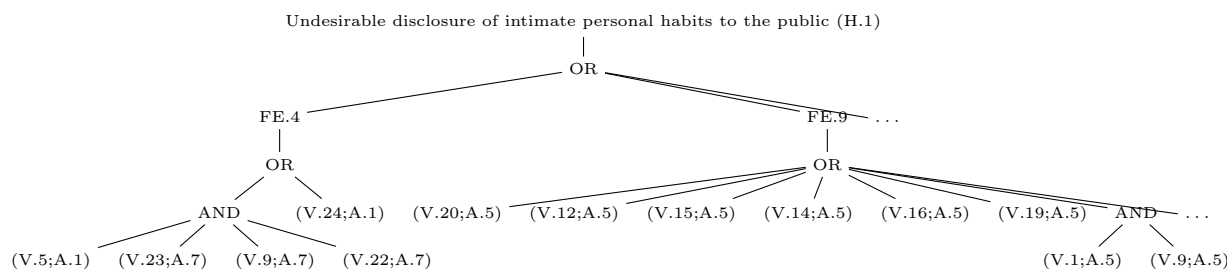 Undesirable disclosure of intimate personal habits to the public (H.1)
OR
FE.4 FE.9 ...
OR OR
AND (V.24;A.1) (V.20;A.5) (V.12;A.5) (V.15;A.5) (V.14;A.5) (V.16;A.5) (V.19;A.5) AND ...
(V.5;A.1) (V.23;A.7) (V.9;A.7) (V.22;A.7) (V.1;A.5) (V.9;A.5)